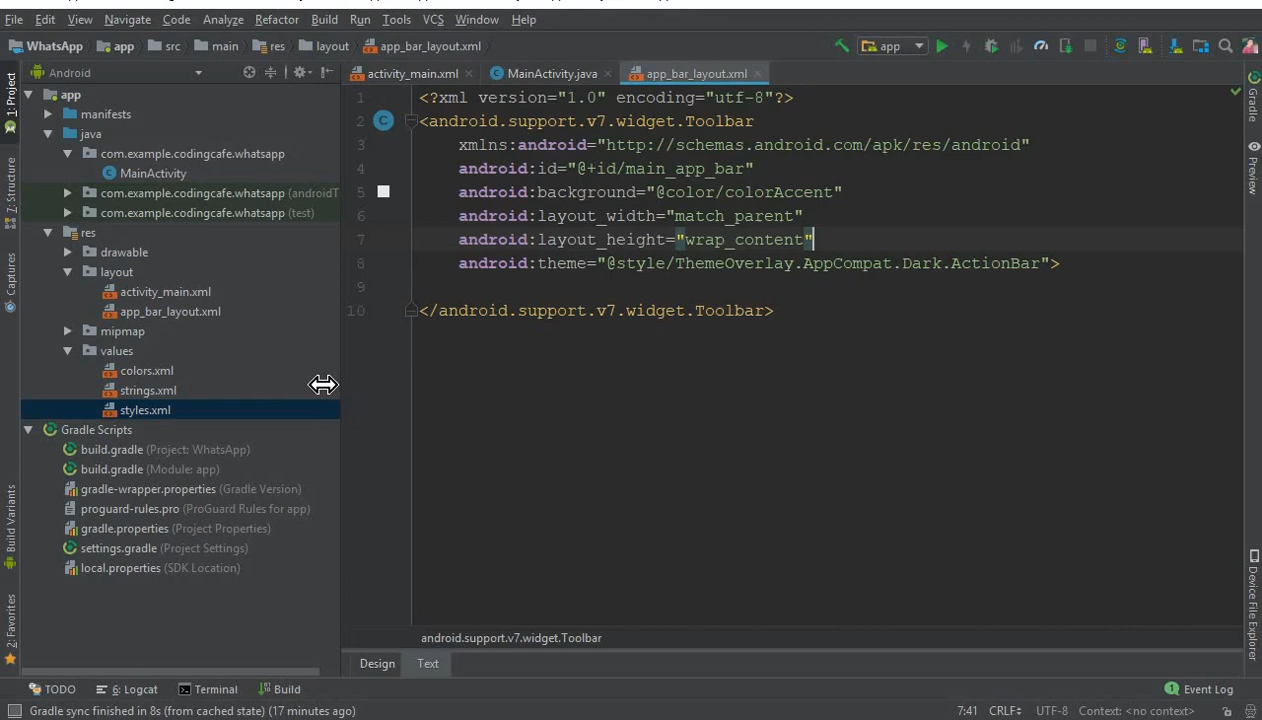 File Edit View Navigate Code Analyze Refactor Build Run Tools VCS Window Help
WhatsApp app src main res layout app_bar_layout.xml app
Android activity_main.xml MainActivity.java app_bar_layout.xml
1: Project
Z: Structure
Captures
Build Variants
2: Favorites
app
manifests
java
com.example.codingcafe.whatsapp
MainActivity
com.example.codingcafe.whatsapp (androidT
com.example.codingcafe.whatsapp (test)
res
drawable
layout
activity_main.xml
app_bar_layout.xml
mipmap
values
colors.xml
strings.xml
styles.xml
Gradle Scripts
build.gradle (Project: WhatsApp)
build.gradle (Module: app)
gradle-wrapper.properties (Gradle Version)
proguard-rules.pro (ProGuard Rules for app)
gradle.properties (Project Properties)
settings.gradle (Project Settings)
local.properties (SDK Location)
1 <?xml version="1.0" encoding="utf-8"?>
2 C <android.support.v7.widget.Toolbar
3 xmlns:android="http://schemas.android.com/apk/res/android"
4 android:id="@+id/main_app_bar"
5 android:background="@color/colorAccent"
6 android:layout_width="match_parent"
7 android:layout_height="wrap_content"
8 android:theme="@style/ThemeOverlay.AppCompat.Dark.ActionBar">
9
10 </android.support.v7.widget.Toolbar>
android.support.v7.widget.Toolbar
Design Text
Gradle
Preview
Device File Explorer
TODO 6: Logcat Terminal Build 1 Event Log
Gradle sync finished in 8s (from cached state) (17 minutes ago) 7:41 CRLF UTF-8 Context: <no context>